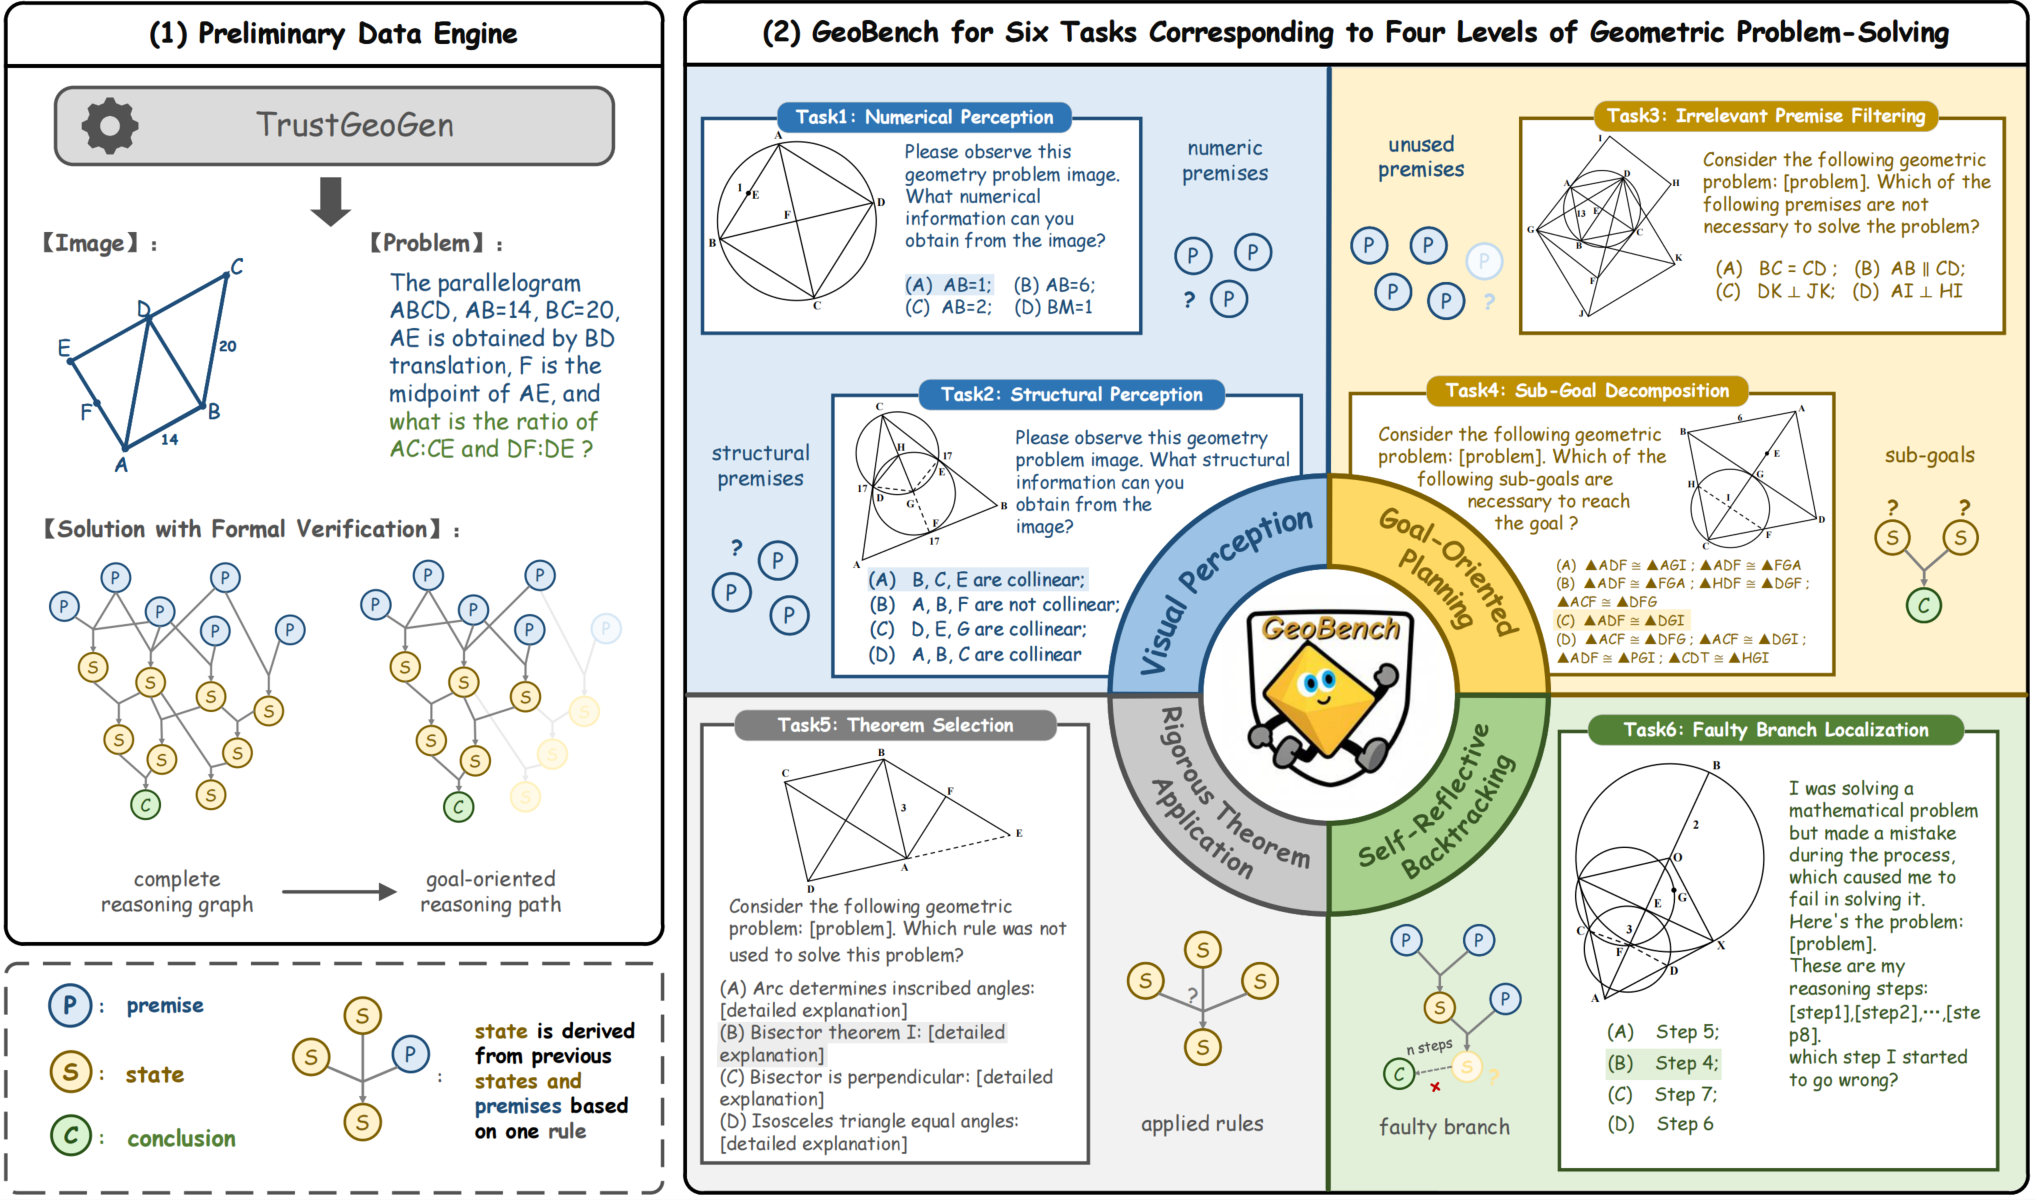 (1) Preliminary Data Engine
TrustGeoGen
【Image】:
C
D
E
20
F
B
14
A
【Problem】:
The parallelogram
ABCD, AB=14, BC=20,
AE is obtained by BD
translation, F is the
midpoint of AE, and
what is the ratio of
AC:CE and DF:DE ?
【Solution with Formal Verification】:
P P
P P
P P
S
S S
S
S S
S
C S
P P
P P
P P
S
S S
S
S S
S
C S
complete
reasoning graph
goal-oriented
reasoning path
P : premise
S : state
C : conclusion
S
S P
:
S
state is derived
from previous
states and
premises based
on one rule
(2) GeoBench for Six Tasks Corresponding to Four Levels of Geometric Problem-Solving
Task1: Numerical Perception
A
1
E
D
F
B
C
Please observe this
geometry problem image.
What numerical
information can you
obtain from the image?
(A) AB=1; (B) AB=6;
(C) AB=2; (D) BM=1
numeric
premises
P P
? P
Task2: Structural Perception
C
H
17
E
17
D
G
B
F
17
A
Please observe this geometry
problem image. What structural
information can you
obtain from the
image?
(A) B, C, E are collinear;
(B) A, B, F are not collinear;
(C) D, E, G are collinear;
(D) A, B, C are collinear
structural
premises
? P
P
P
unused
premises
P P
P
P P ?
Task3: Irrelevant Premise Filtering
I
D
A
H
13 E
G
B
C
K
F
J
Consider the following geometric
problem: [problem]. Which of the
following premises are not
necessary to solve the problem?
(A) BC = CD ; (B) AB ∥ CD;
(C) DK ⊥ JK; (D) AI ⊥ HI
Task4: Sub-Goal Decomposition
Consider the following geometric
problem: [problem]. Which of the
following sub-goals are
necessary to reach
the goal ?
A
6
B
E
G
H
I
D
F
C
(A) ▲ADF ≅ ▲AGI ; ▲ADF ≅ ▲FGA
(B) ▲ADF ≅ ▲FGA ; ▲HDF ≅ ▲DGF ;
▲ACF ≅ ▲DFG
(C) ▲ADF ≅ ▲DGI
(D) ▲ACF ≅ ▲DFG ; ▲ACF ≅ ▲DGI ;
▲ADF ≅ ▲PGI ; ▲CDT ≅ ▲HGI
sub-goals
? ?
S S
C
Visual Perception
Goal-Oriented
Planning
Rigorous Theorem
Application
Self-Reflective
Backtracking
GeoBench
Task5: Theorem Selection
B
C
F
3
E
A
D
Consider the following geometric
problem: [problem]. Which rule was not
used to solve this problem?
(A) Arc determines inscribed angles:
[detailed explanation]
(B) Bisector theorem I: [detailed
explanation]
(C) Bisector is perpendicular: [detailed
explanation]
(D) Isosceles triangle equal angles:
[detailed explanation]
S
S S
?
S
applied rules
P P
S P
n steps
C S ?
×
faulty branch
Task6: Faulty Branch Localization
B
2
O
G
E
3
C
F
X
D
A
I was solving a
mathematical problem
but made a mistake
during the process,
which caused me to
fail in solving it.
Here's the problem:
[problem].
These are my
reasoning steps:
[step1],[step2],···,[ste
p8].
which step I started
to go wrong?
(A) Step 5;
(B) Step 4;
(C) Step 7;
(D) Step 6